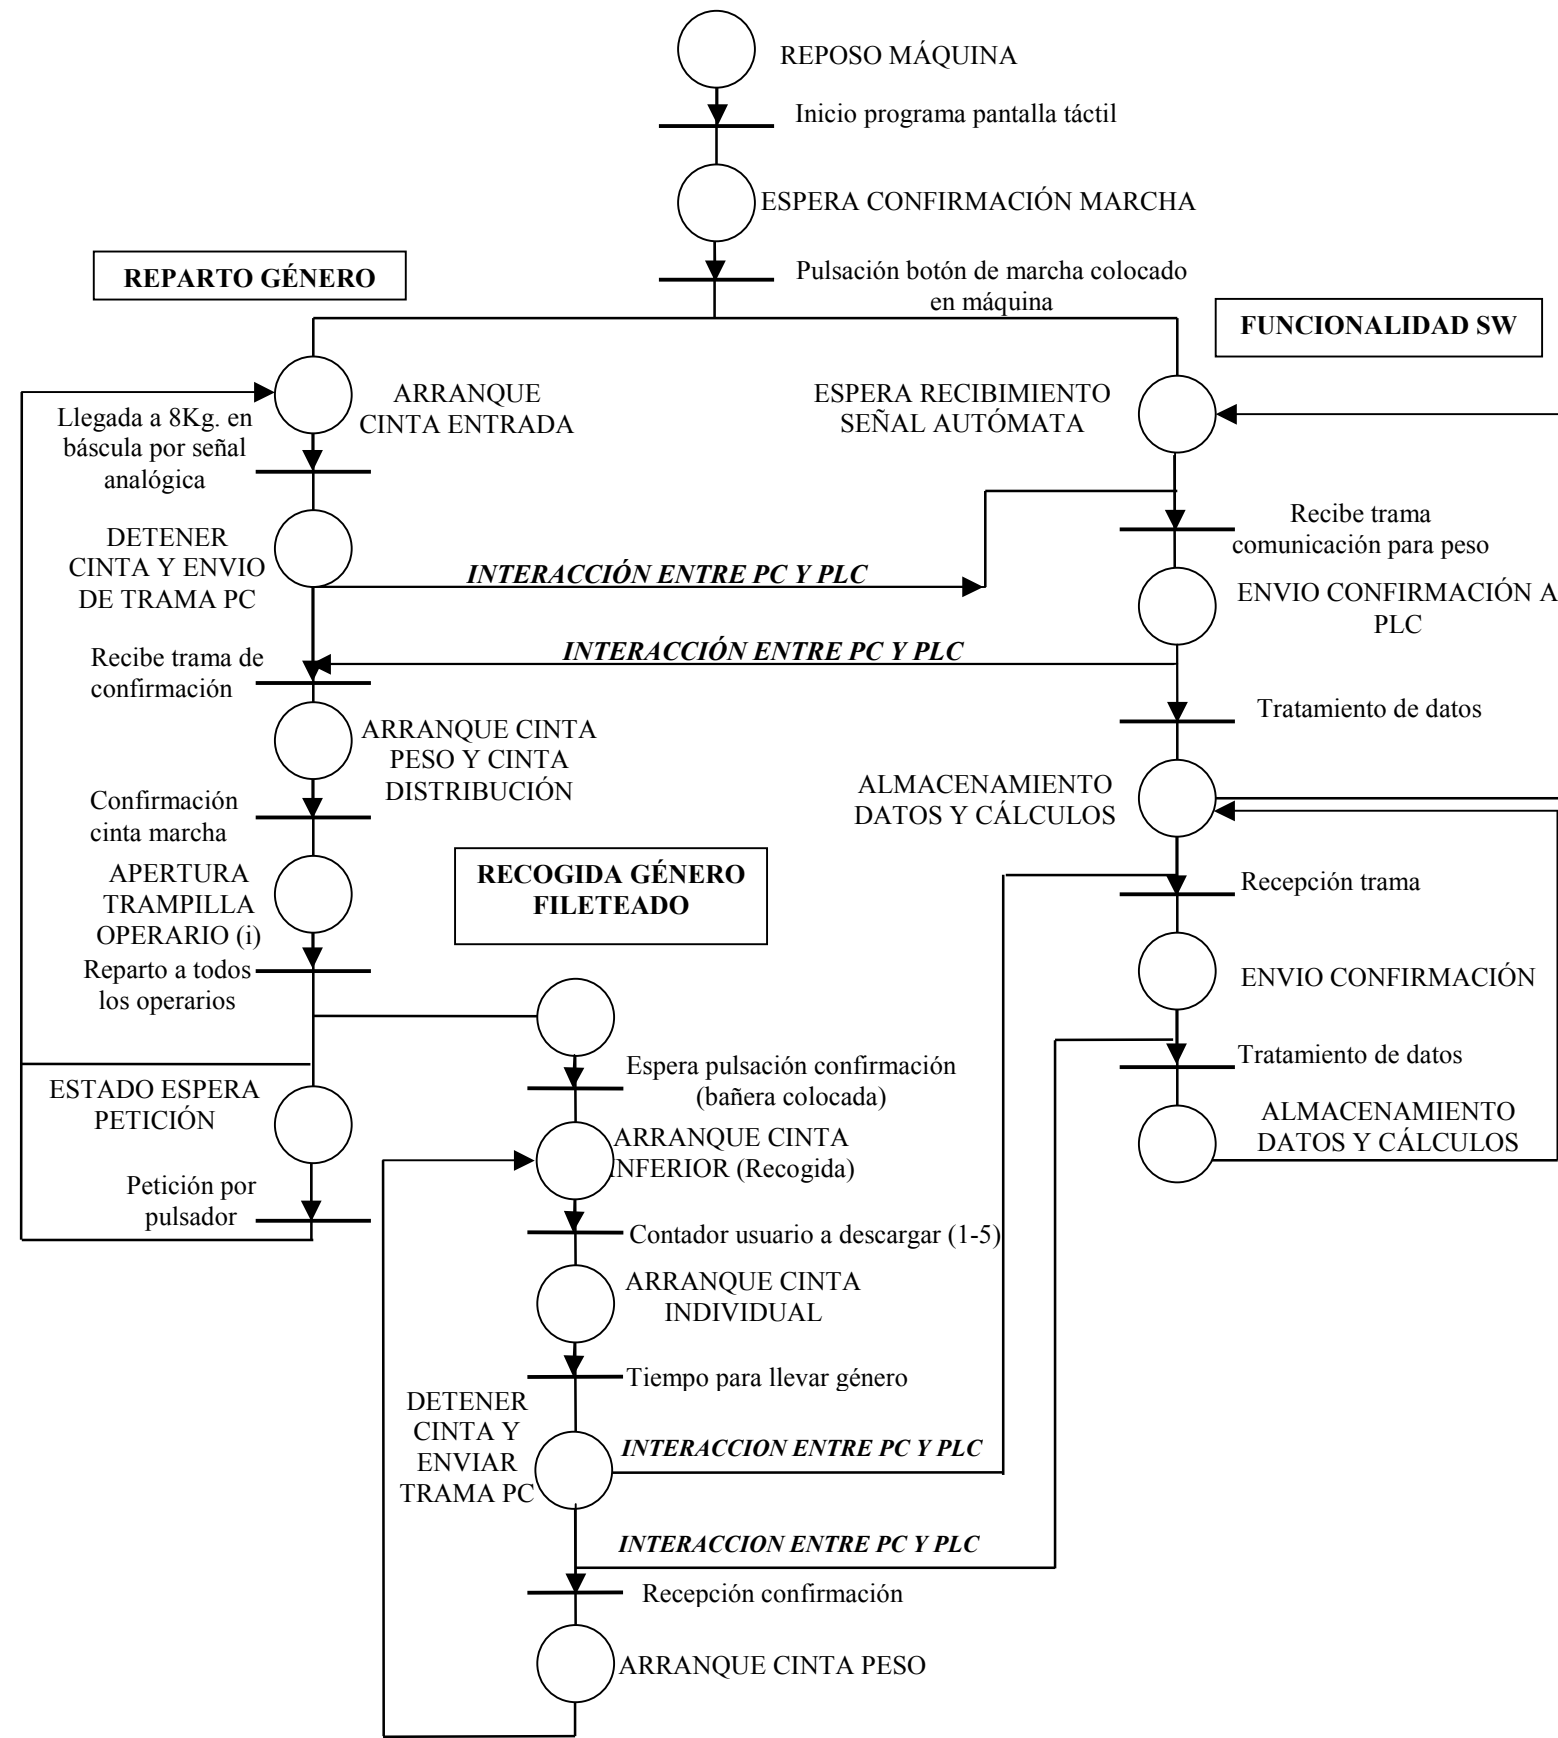 REPOSO MÁQUINA
Inicio programa pantalla táctil
ESPERA CONFIRMACIÓN MARCHA
Pulsación botón de marcha colocado
en máquina
REPARTO GÉNERO
ARRANQUE
CINTA ENTRADA
Llegada a 8Kg. en
báscula por señal
analógica
DETENER
CINTA Y ENVIO
DE TRAMA PC
INTERACCIÓN ENTRE PC Y PLC
INTERACCIÓN ENTRE PC Y PLC
Recibe trama de
confirmación
ARRANQUE CINTA
PESO Y CINTA
DISTRIBUCIÓN
Confirmación
cinta marcha
APERTURA
TRAMPILLA
OPERARIO (i)
Reparto a todos
los operarios
ESTADO ESPERA
PETICIÓN
Petición por
pulsador
FUNCIONALIDAD SW
ESPERA RECIBIMIENTO
SEÑAL AUTÓMATA
Recibe trama
comunicación para peso
ENVIO CONFIRMACIÓN A
PLC
Tratamiento de datos
ALMACENAMIENTO
DATOS Y CÁLCULOS
Recepción trama
ENVIO CONFIRMACIÓN
Tratamiento de datos
ALMACENAMIENTO
DATOS Y CÁLCULOS
RECOGIDA GÉNERO
FILETEADO
Espera pulsación confirmación
(bañera colocada)
ARRANQUE CINTA
INFERIOR (Recogida)
Contador usuario a descargar (1-5)
ARRANQUE CINTA
INDIVIDUAL
Tiempo para llevar género
DETENER
CINTA Y
ENVIAR
TRAMA PC
INTERACCION ENTRE PC Y PLC
INTERACCION ENTRE PC Y PLC
Recepción confirmación
ARRANQUE CINTA PESO